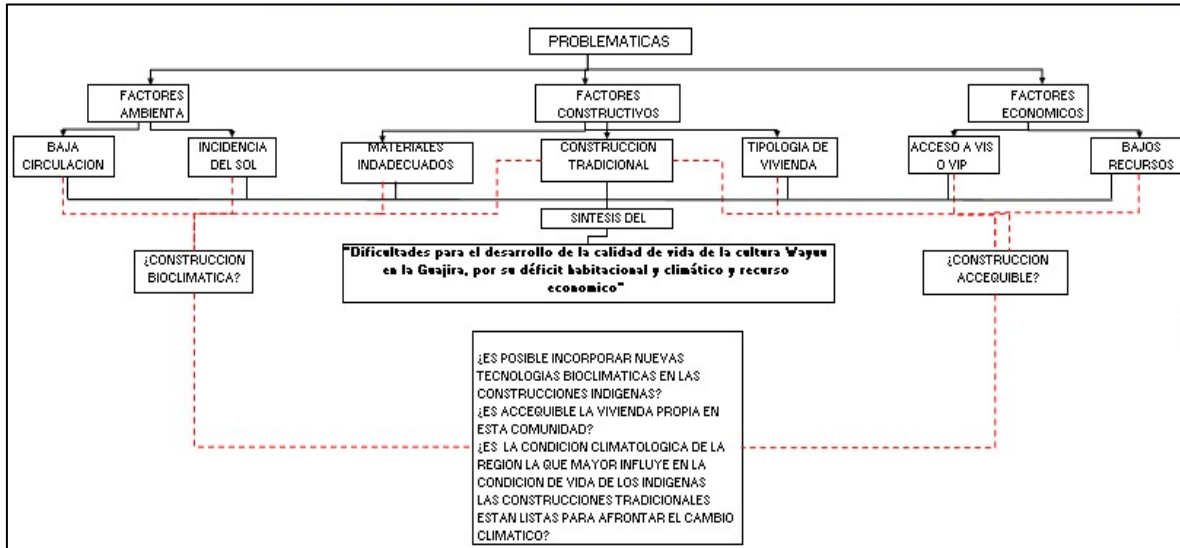 PROBLEMATICAS
FACTORES
AMBIENTA
FACTORES
CONSTRUCTIVOS
FACTORES
ECONOMICOS
BAJA
CIRCULACION
INCIDENCIA
DEL SOL
MATERIALES
INDADECUADOS
CONSTRUCCION
TRADICIONAL
TIPOLOGIA DE
VIVIENDA
ACCESO A VIS
O VIP
BAJOS
RECURSOS
SINTESIS DEL
"Dificultades para el desarrollo de la calidad de vida de la cultura Wayuu
en la Guajira, por su déficit habitacional y climático y recurso
economico"
¿CONSTRUCCION
BIOCLIMATICA?
¿CONSTRUCCION
ACCEQUIBLE?
¿ES POSIBLE INCORPORAR NUEVAS
TECNOLOGIAS BIOCLIMATICAS EN LAS
CONSTRUCCIONES INDIGENAS?
¿ES ACCEQUIBLE LA VIVIENDA PROPIA EN
ESTA COMUNIDAD?
¿ES LA CONDICION CLIMATOLOGICA DE LA
REGION LA QUE MAYOR INFLUYE EN LA
CONDICION DE VIDA DE LOS INDIGENAS
LAS CONSTRUCCIONES TRADICIONALES
ESTAN LISTAS PARA AFRONTAR EL CAMBIO
CLIMATICO?